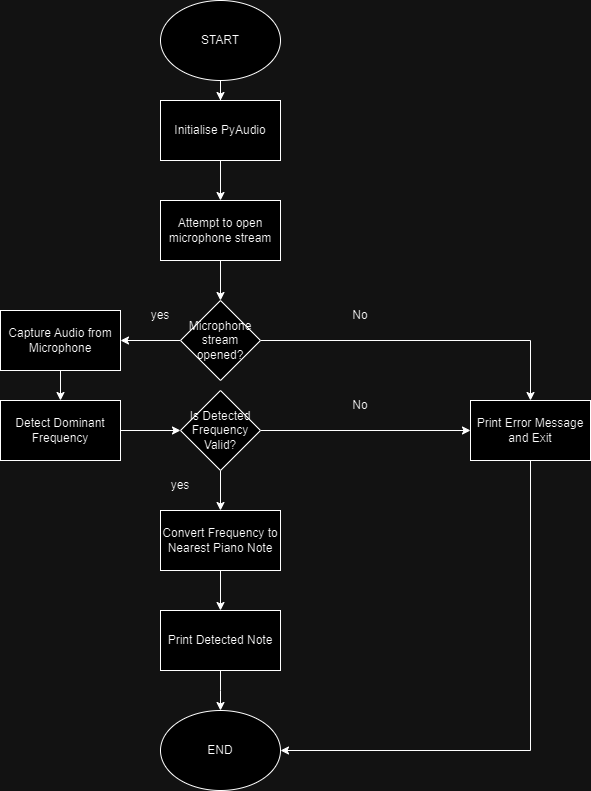 START
Initialise PyAudio
Attempt to open
microphone stream
yes
No
Microphone
stream
opened?
Capture Audio from
Microphone
No
Is Detected
Frequency
Valid?
Detect Dominant
Frequency
Print Error Message
and Exit
yes
Convert Frequency to
Nearest Piano Note
Print Detected Note
END